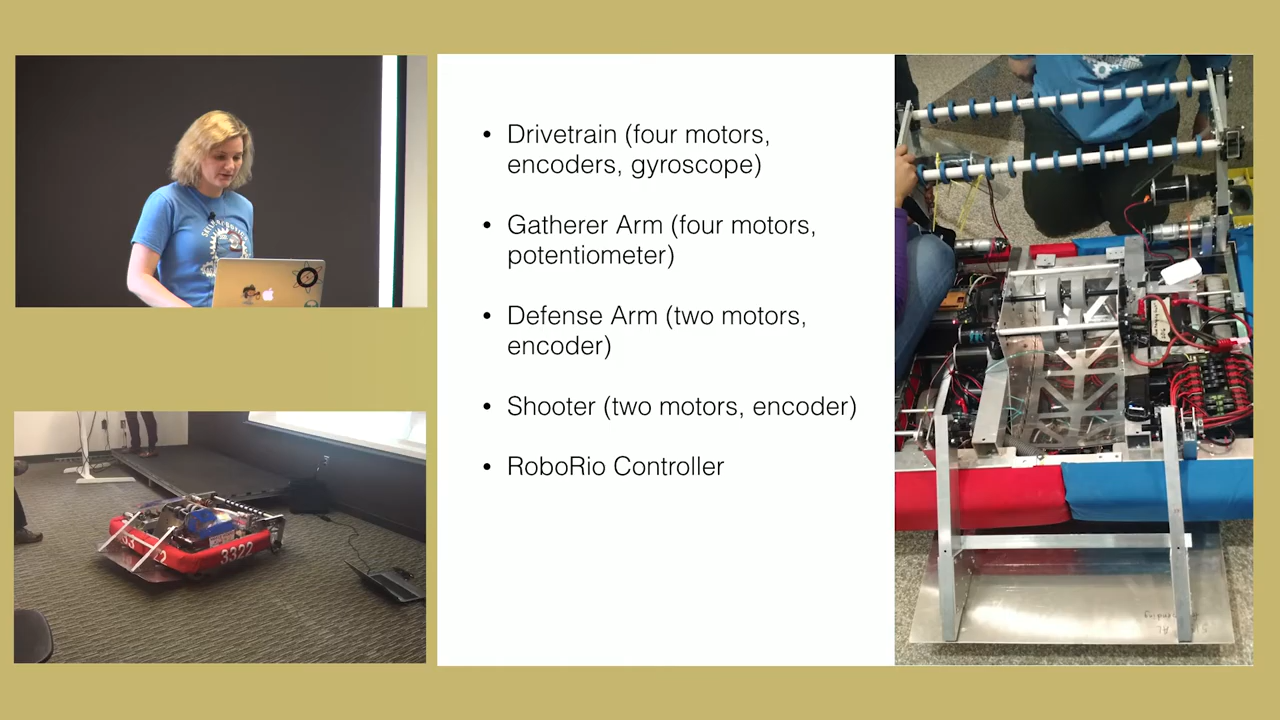 • Drivetrain (four motors,
encoders, gyroscope)
• Gatherer Arm (four motors,
potentiometer)
• Defense Arm (two motors,
encoder)
• Shooter (two motors, encoder)
• RoboRio Controller
3322